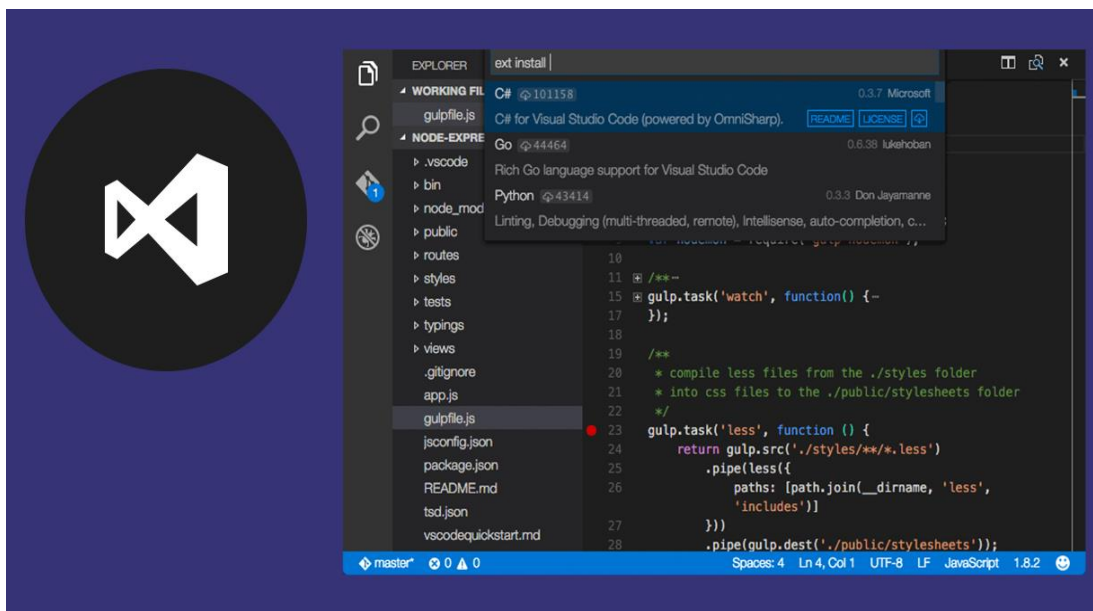 EXPLORER
WORKING FIL
gulpfile.js
NODE-EXPRE
.vscode
bin
node_mod
public
routes
styles
tests
typings
views
.gitignore
app.js
gulpfile.js
jsconfig.json
package.json
README.md
tsd.json
vscodequickstart.md
1
ext install
C# 101158 0.3.7 Microsoft
C# for Visual Studio Code (powered by OmniSharp). README LICENSE
Go 44464 0.6.38 lukehoban
Rich Go language support for Visual Studio Code
Python 43414 0.3.3 Don Jayamanne
Linting, Debugging (multi-threaded, remote), Intellisense, auto-completion, c...
10
11 /**
15 gulp.task('watch', function() {
17 });
18
19 /**
20 * compile less files from the ./styles folder
21 * into css files to the ./public/stylesheets folder
22 */
23 gulp.task('less', function () {
24 return gulp.src('./styles/**/*.less')
25 .pipe(less({
26 paths: [path.join(__dirname, 'less',
'includes')]
27 }))
28 .pipe(gulp.dest('./public/stylesheets'));
master* 0 0 Spaces: 4 Ln 4, Col 1 UTF-8 LF JavaScript 1.8.2